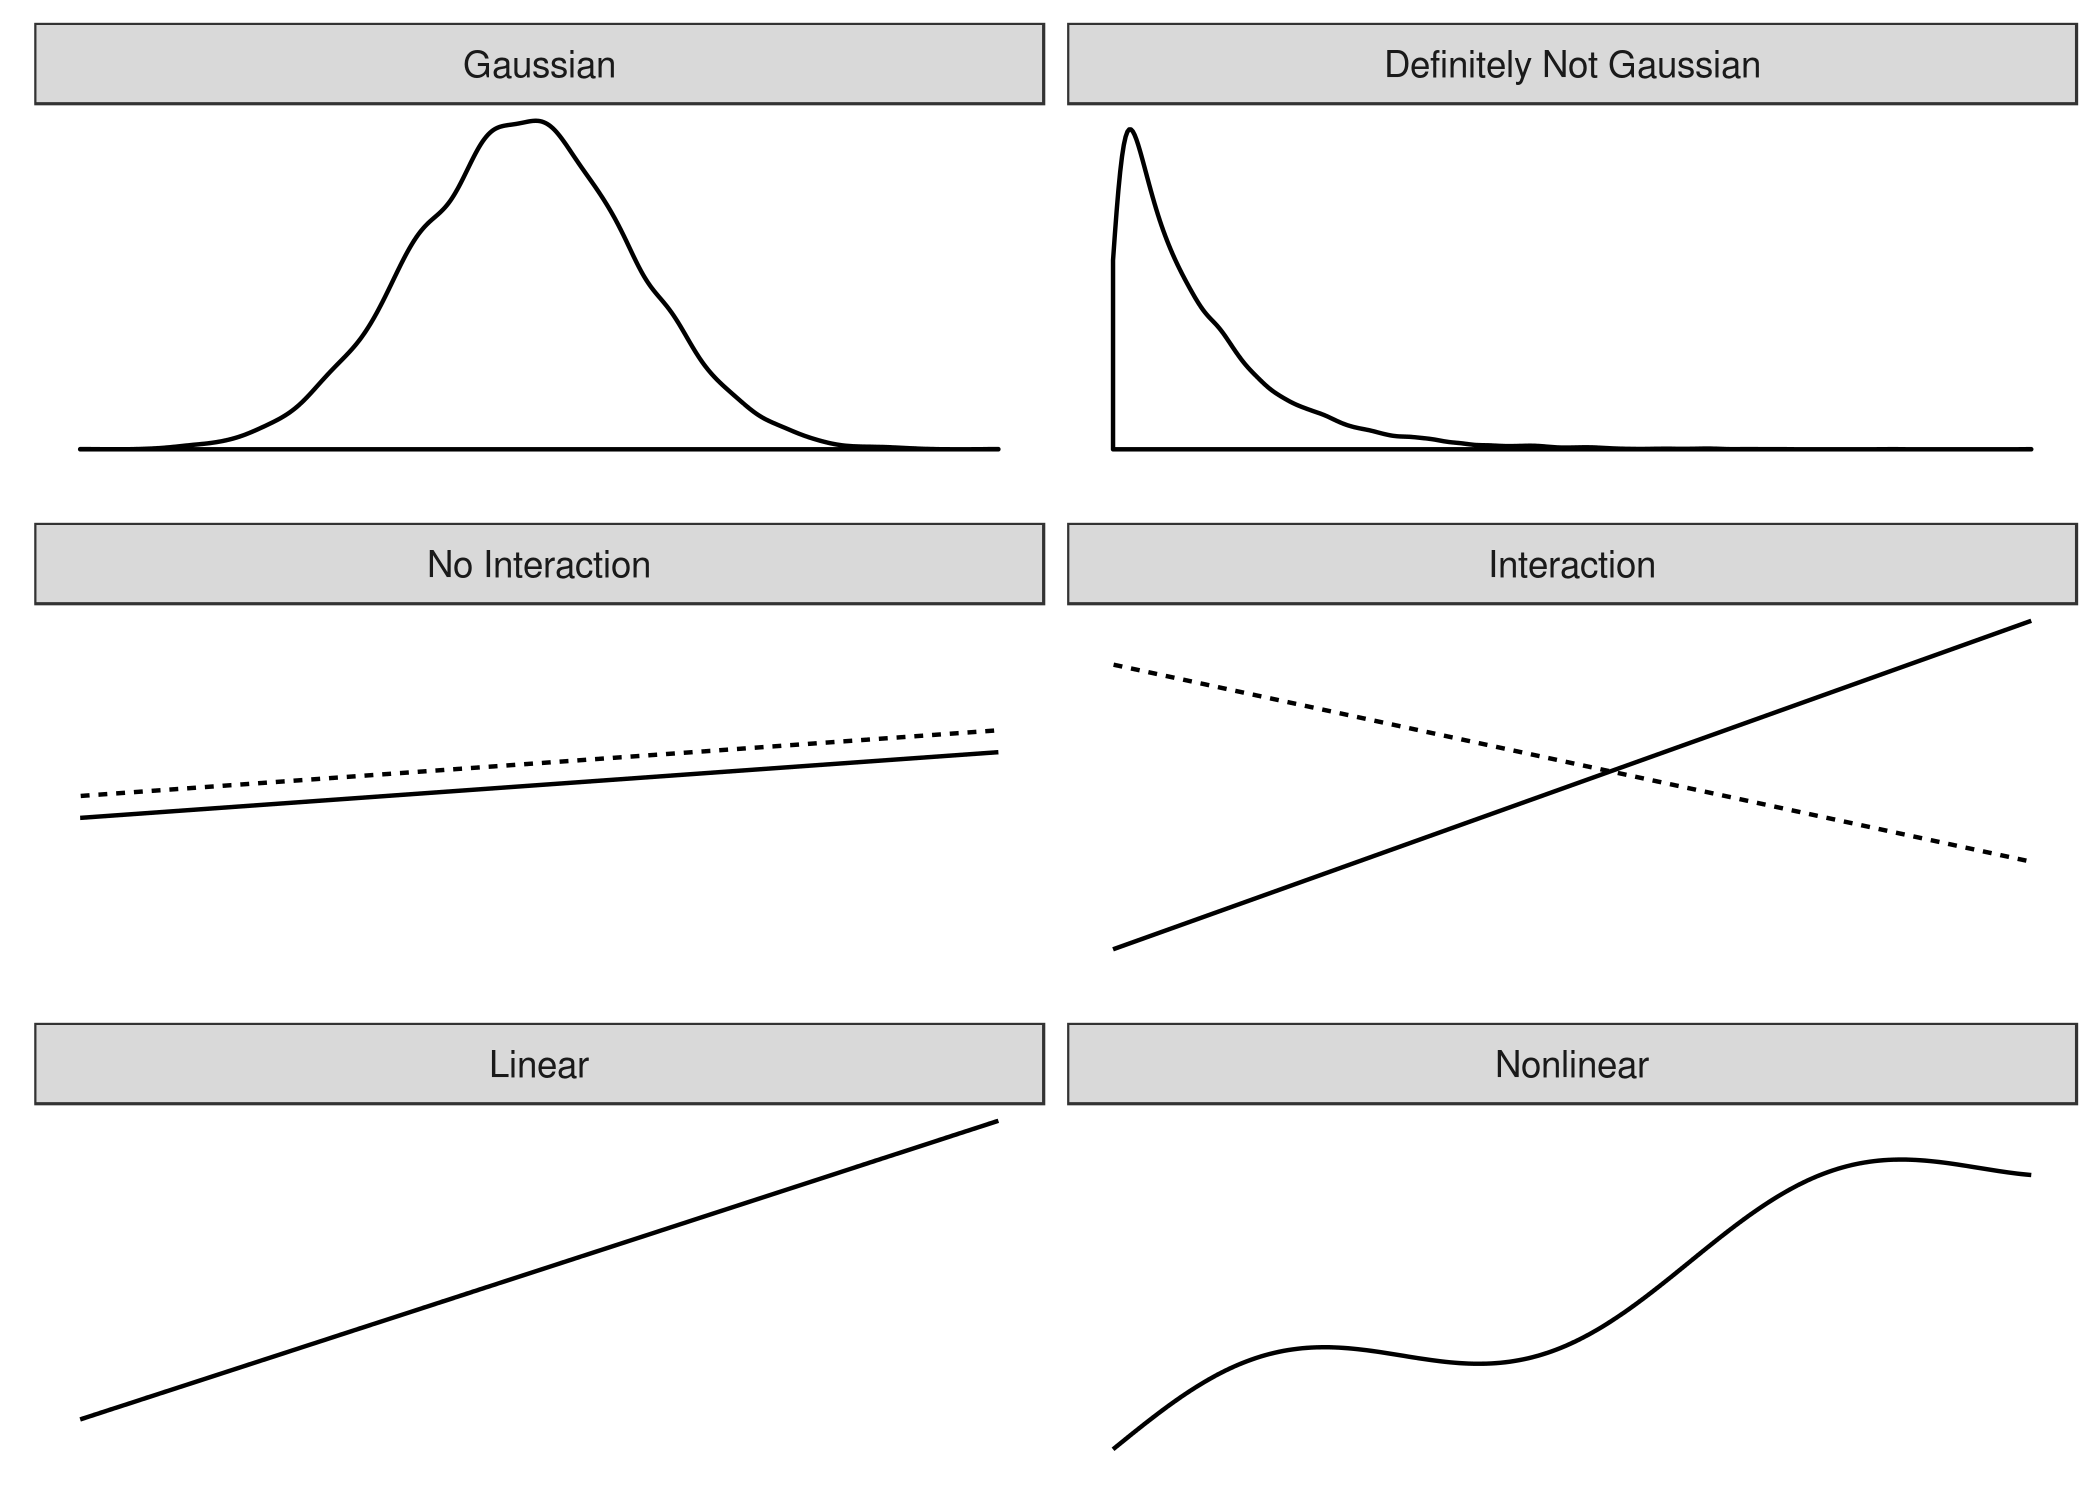 Gaussian
Definitely Not Gaussian
No Interaction
Interaction
Linear
Nonlinear